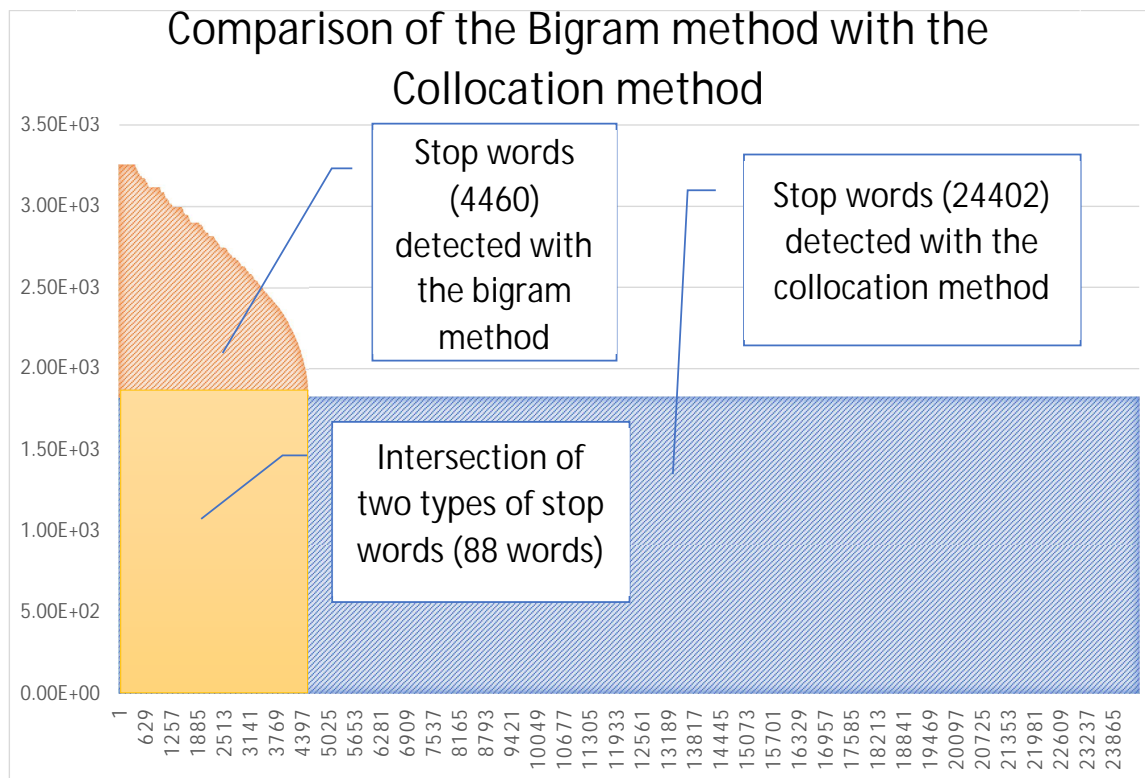 Comparison of the Bigram method with the
Collocation method
3.50E+03
3.00E+03
2.50E+03
2.00E+03
1.50E+03
1.00E+03
5.00E+02
0.00E+00
Stop words
(4460)
detected with
the bigram
method
Stop words (24402)
detected with the
collocation method
Intersection of
two types of stop
words (88 words)
1
629
1257
1885
2513
3141
3769
4397
5025
5653
6281
6909
7537
8165
8793
9421
10049
10677
11305
11933
12561
13189
13817
14445
15073
15701
16329
16957
17585
18213
18841
19469
20097
20725
21353
21981
22609
23237
23865